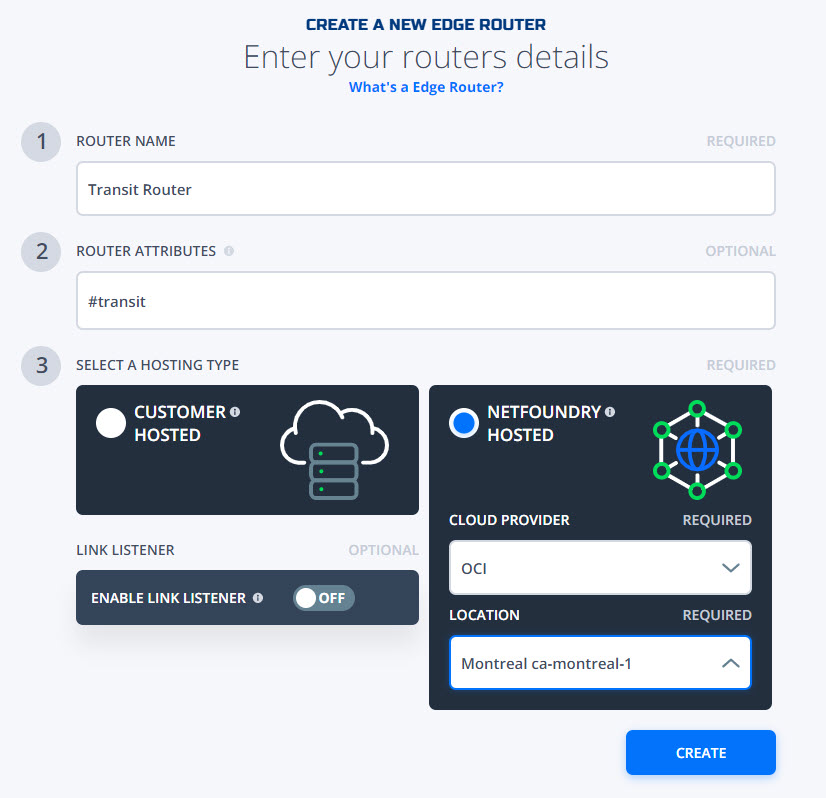 CREATE A NEW EDGE ROUTER
Enter your routers details
What's a Edge Router?
1 ROUTER NAME REQUIRED
Transit Router
2 ROUTER ATTRIBUTES OPTIONAL
#transit
3 SELECT A HOSTING TYPE REQUIRED
CUSTOMER
HOSTED
LINK LISTENER OPTIONAL
ENABLE LINK LISTENER OFF
NETFOUNDRY
HOSTED
CLOUD PROVIDER REQUIRED
OCI
LOCATION REQUIRED
Montreal ca-montreal-1
CREATE